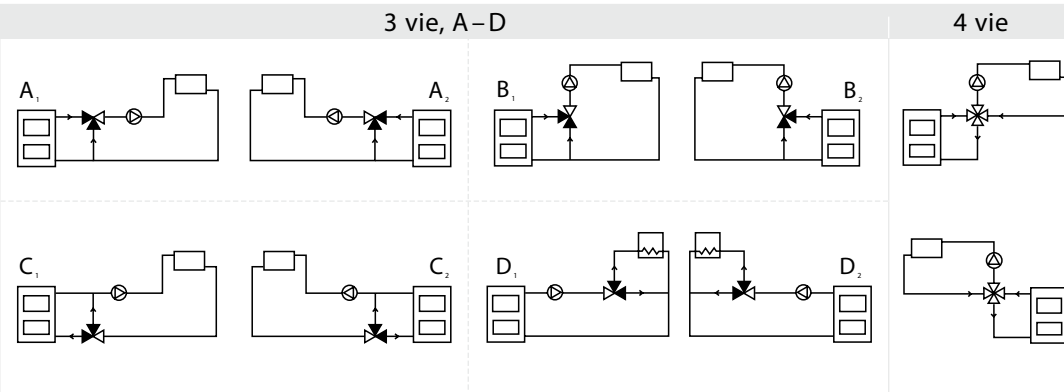 3 vie, A – D
4 vie
A₁
A₂
B₁
B₂
C₁
C₂
D₁
D₂